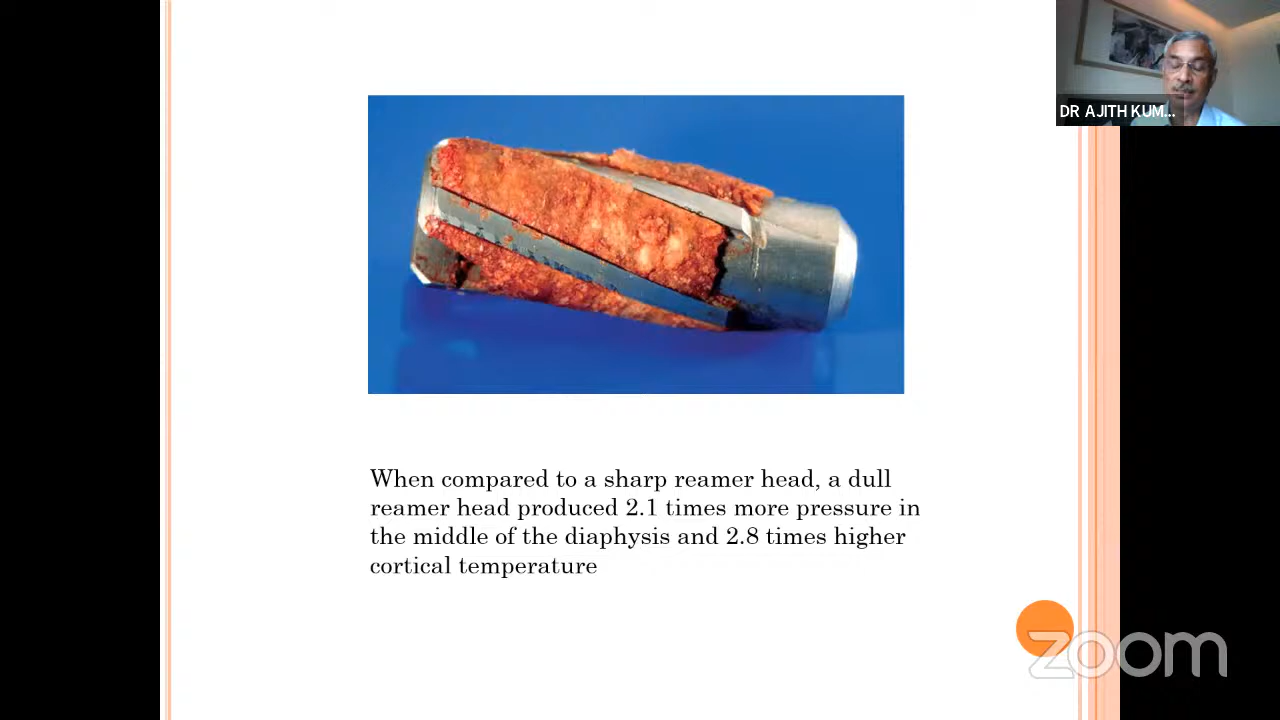 DR AJITH KUM...
When compared to a sharp reamer head, a dull
reamer head produced 2.1 times more pressure in
the middle of the diaphysis and 2.8 times higher
cortical temperature
zoom